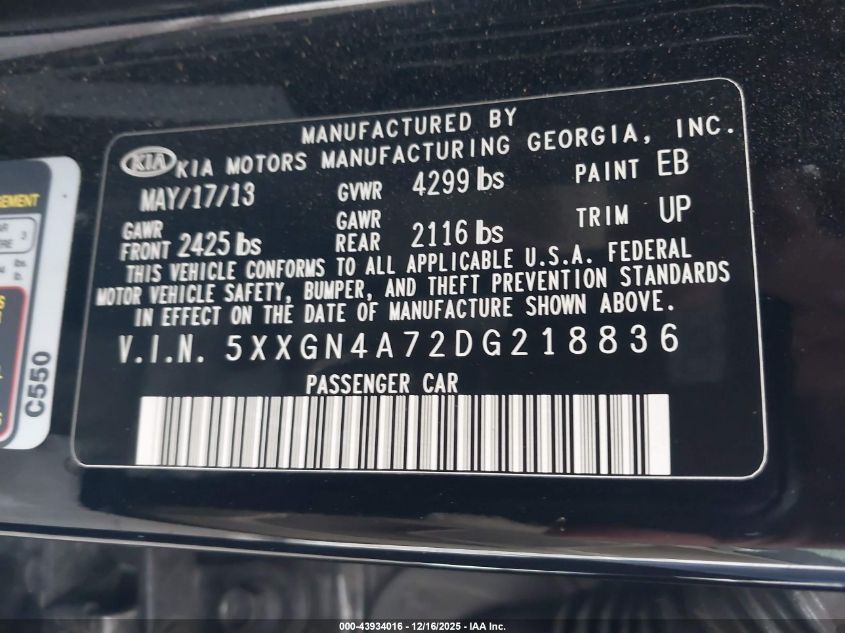 MANUFACTURED BY
KIA KIA MOTORS MANUFACTURING GEORGIA, INC.
MAY/17/13 GVWR 4299 lbs PAINT EB
GAWR FRONT 2425 lbs GAWR REAR 2116 lbs TRIM UP
THIS VEHICLE CONFORMS TO ALL APPLICABLE U.S.A. FEDERAL
MOTOR VEHICLE SAFETY, BUMPER, AND THEFT PREVENTION STANDARDS
IN EFFECT ON THE DATE OF MANUFACTURE SHOWN ABOVE.
V.I.N. 5XXGN4A72DG218836
PASSENGER CAR
C550
000-43934016 - 12/16/2025 - IAA Inc.